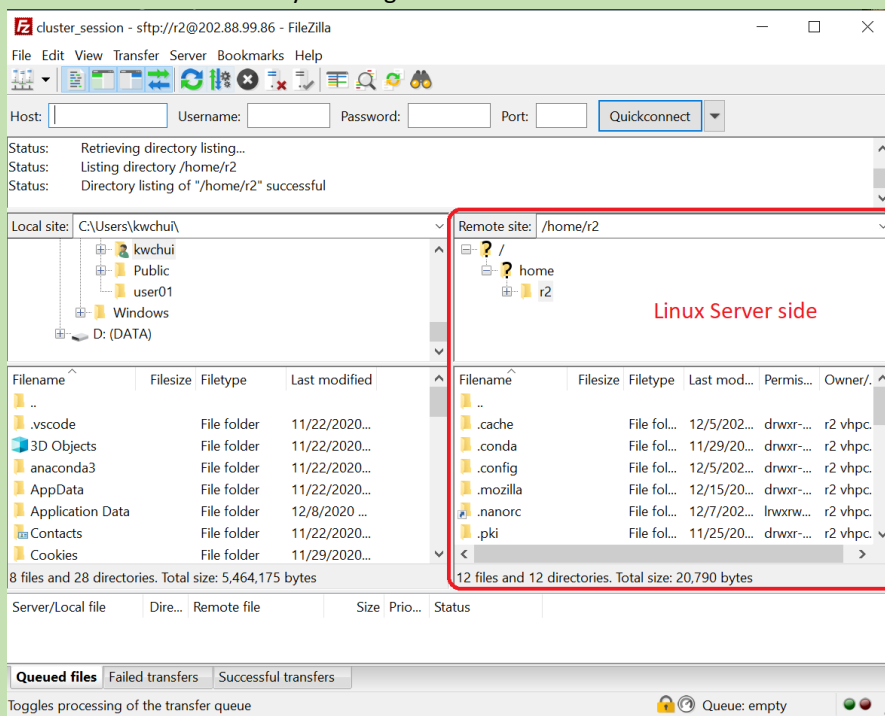 cluster_session - sftp://r2@202.88.99.86 - FileZilla
File Edit View Transfer Server Bookmarks Help
Host: Username: Password: Port: Quickconnect
Status: Retrieving directory listing...
Status: Listing directory /home/r2
Status: Directory listing of "/home/r2" successful
Local site: C:\Users\kwchui\
kwchui
Public
user01
Windows
D: (DATA)
Remote site: /home/r2
/
home
r2
Linux Server side
Filename Filesize Filetype Last modified
..
.vscode File folder 11/22/2020...
3D Objects File folder 11/22/2020...
anaconda3 File folder 11/22/2020...
AppData File folder 11/22/2020...
Application Data File folder 12/8/2020 ...
Contacts File folder 11/22/2020...
Cookies File folder 11/29/2020...
8 files and 28 directories. Total size: 5,464,175 bytes
Filename Filesize Filetype Last mod... Permis... Owner/.
..
.cache File fol... 12/5/202... drwxr-... r2 vhpc.
.conda File fol... 11/29/20... drwxr-... r2 vhpc.
.config File fol... 12/5/202... drwxr-... r2 vhpc.
.mozilla File fol... 12/15/20... drwxr-... r2 vhpc.
.nanorc File fol... 12/7/202... lrwxrw... r2 vhpc.
.pki File fol... 11/25/20... drwxr-... r2 vhpc.
12 files and 12 directories. Total size: 20,790 bytes
Server/Local file Dire... Remote file Size Prio... Status
Queued files Failed transfers Successful transfers
Toggles processing of the transfer queue Queue: empty